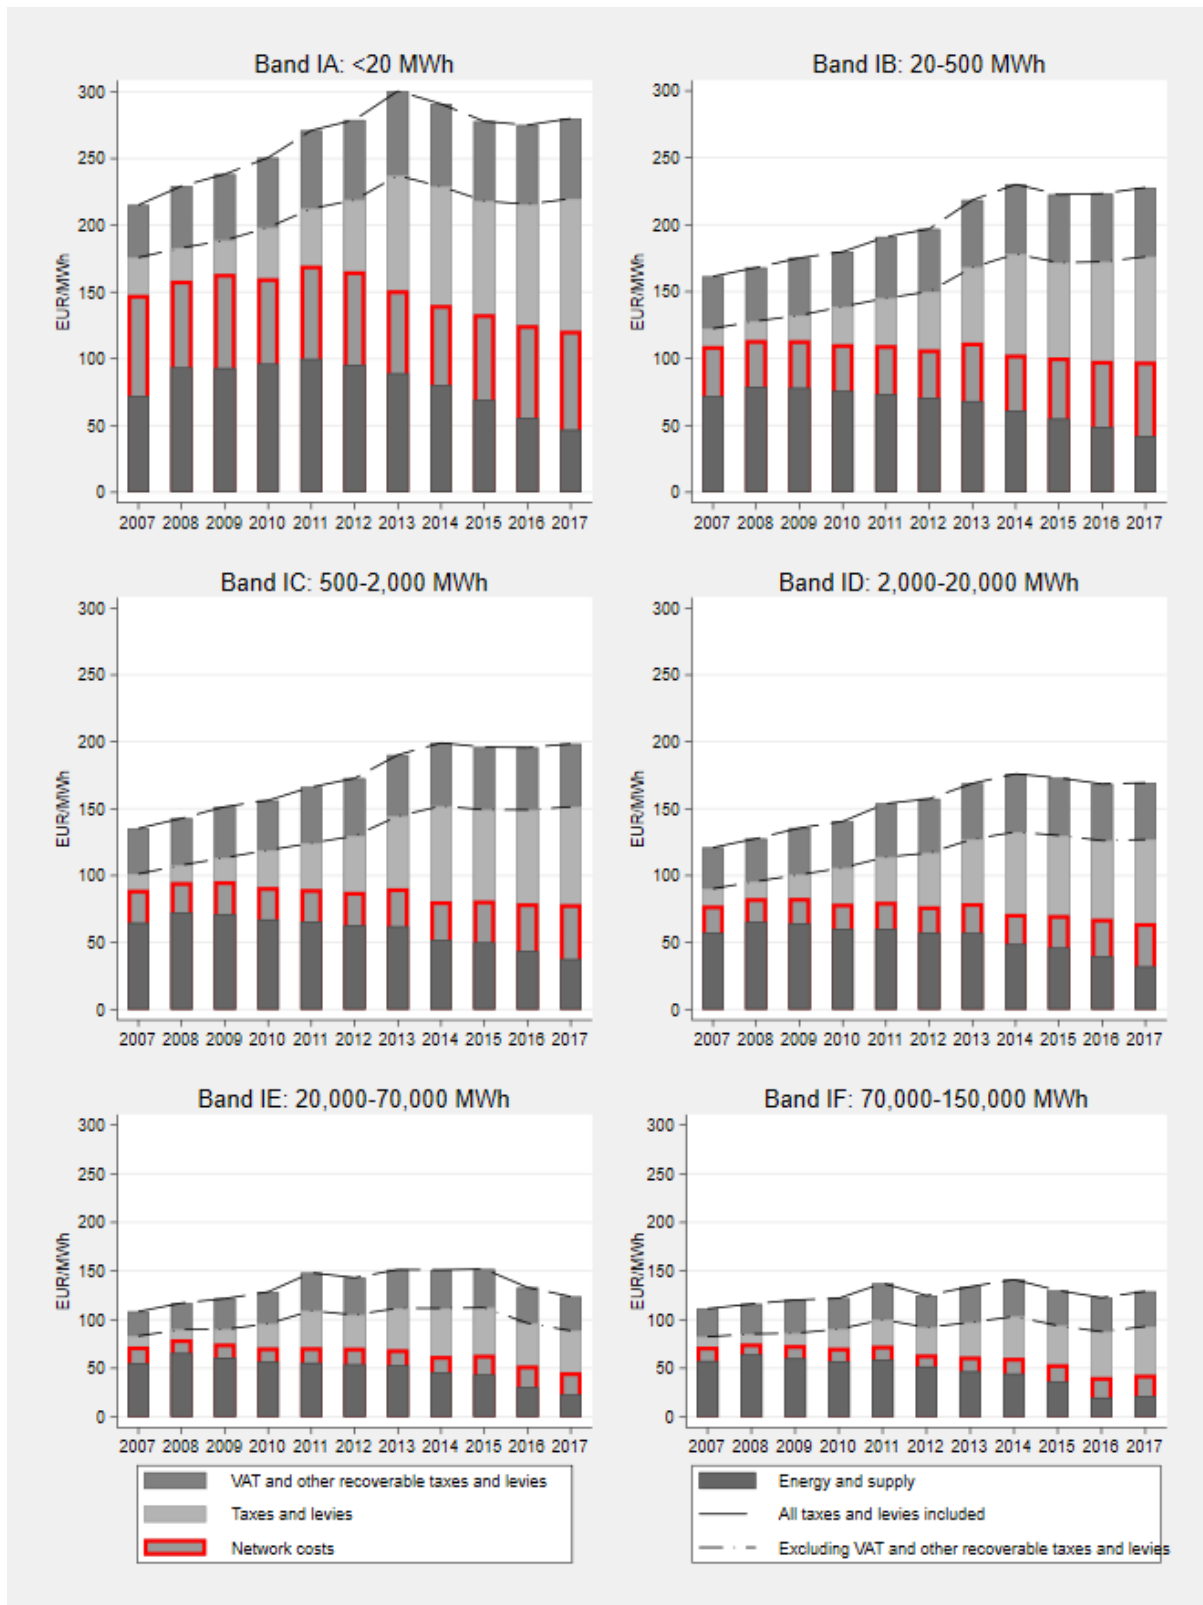 Band IA: <20 MWh
EUR/MWh
300
250
200
150
100
50
0
2007 2008 2009 2010 2011 2012 2013 2014 2015 2016 2017
Band IB: 20-500 MWh
EUR/MWh
300
250
200
150
100
50
0
2007 2008 2009 2010 2011 2012 2013 2014 2015 2016 2017
Band IC: 500-2,000 MWh
EUR/MWh
300
250
200
150
100
50
0
2007 2008 2009 2010 2011 2012 2013 2014 2015 2016 2017
Band ID: 2,000-20,000 MWh
EUR/MWh
300
250
200
150
100
50
0
2007 2008 2009 2010 2011 2012 2013 2014 2015 2016 2017
Band IE: 20,000-70,000 MWh
EUR/MWh
300
250
200
150
100
50
0
2007 2008 2009 2010 2011 2012 2013 2014 2015 2016 2017
Band IF: 70,000-150,000 MWh
EUR/MWh
300
250
200
150
100
50
0
2007 2008 2009 2010 2011 2012 2013 2014 2015 2016 2017
VAT and other recoverable taxes and levies
Taxes and levies
Network costs
Energy and supply
All taxes and levies included
Excluding VAT and other recoverable taxes and levies